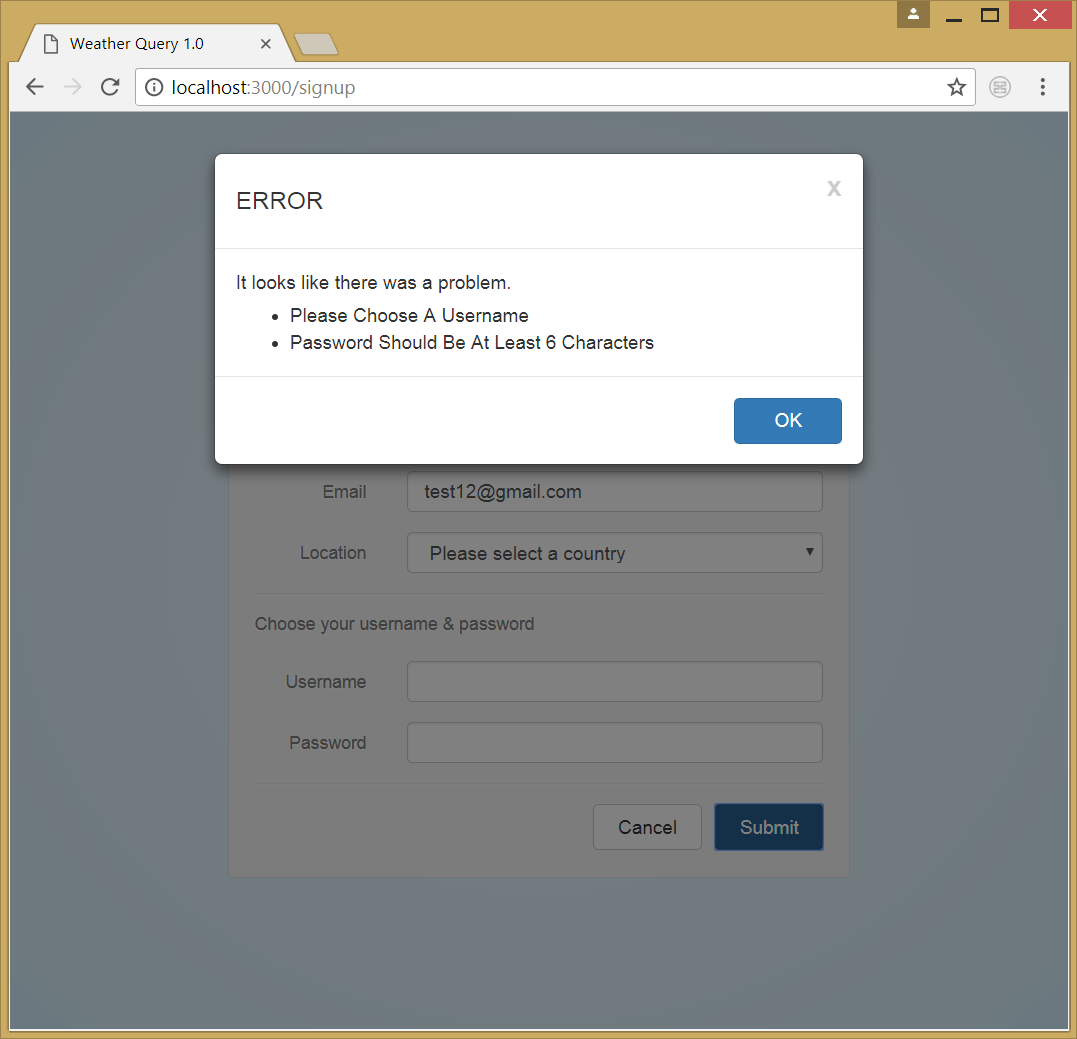 Weather Query 1.0
localhost:3000/signup
ERROR
x
It looks like there was a problem.
• Please Choose A Username
• Password Should Be At Least 6 Characters
OK
Email test12@gmail.com
Location Please select a country
Choose your username & password
Username
Password
Cancel Submit